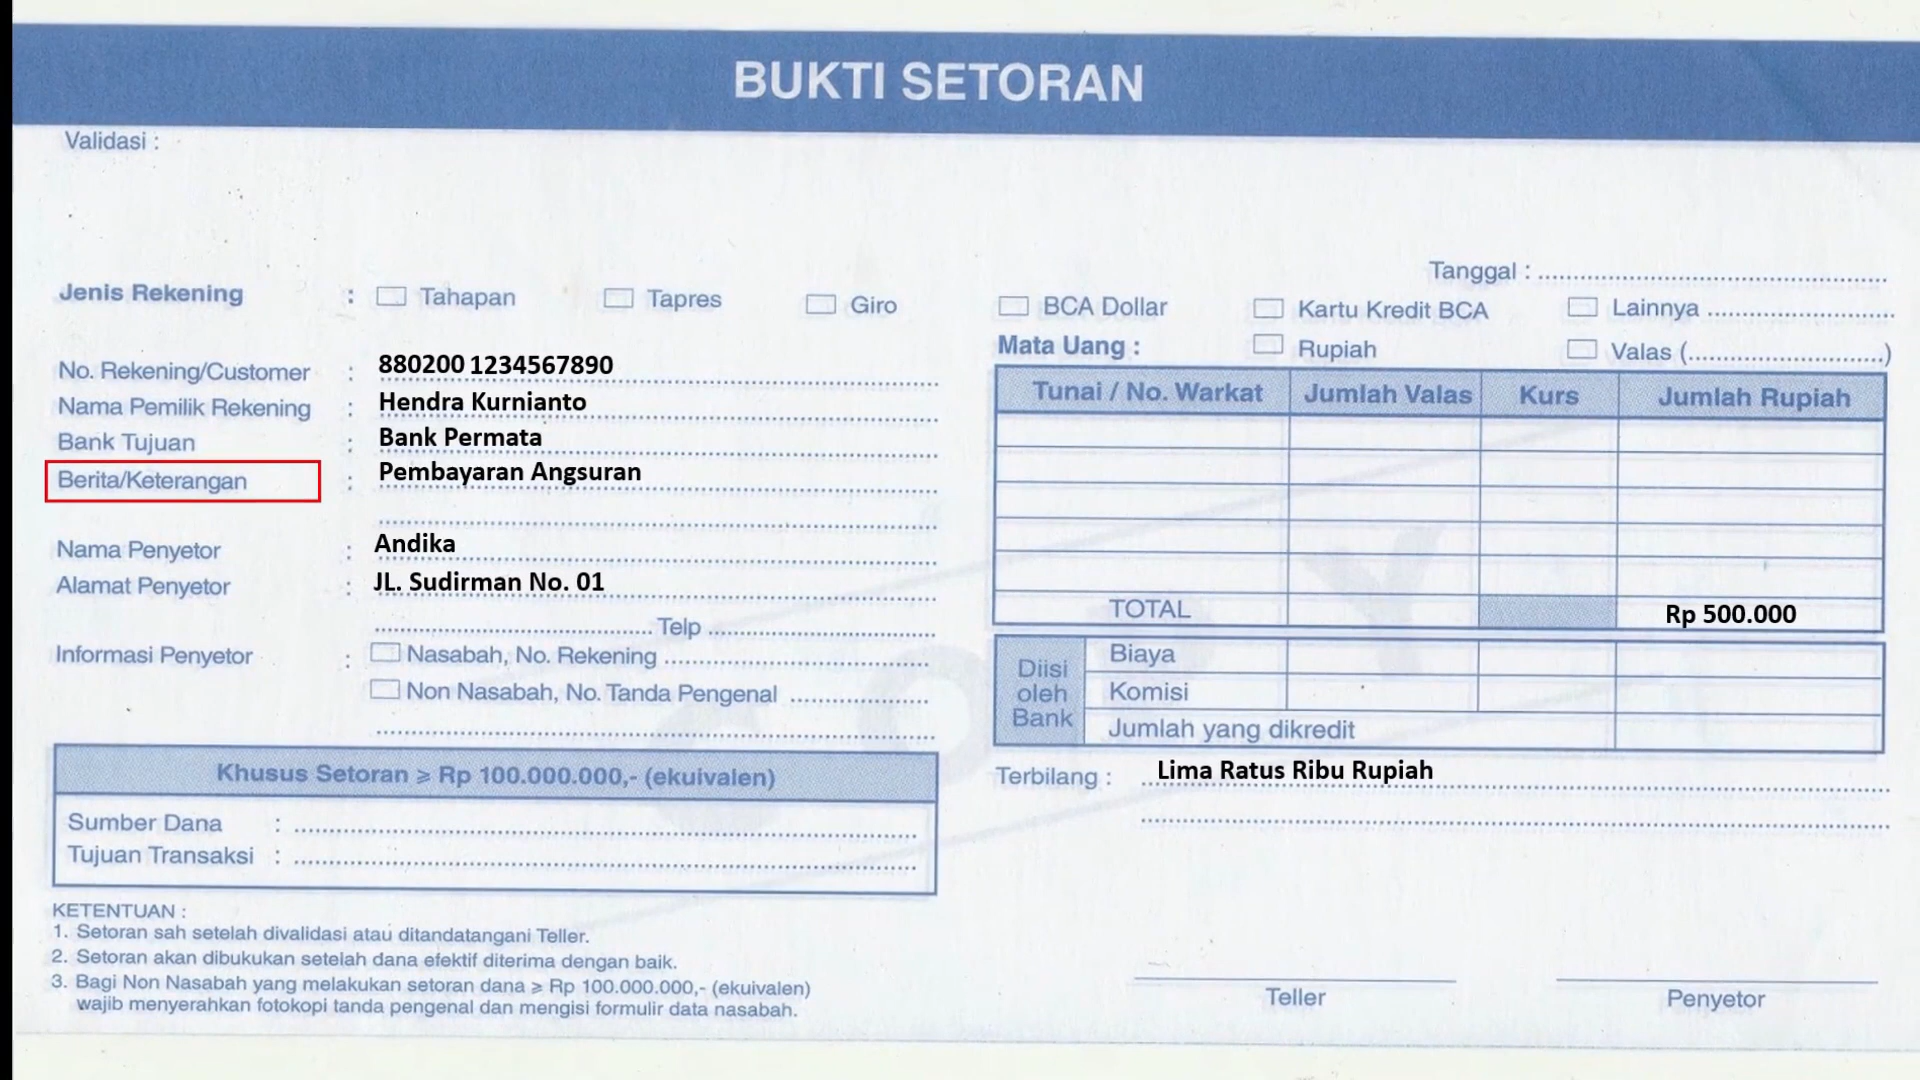 BUKTI SETORAN
Validasi :
Tanggal : ..........
Jenis Rekening : Tahapan Tapres Giro BCA Dollar Kartu Kredit BCA Lainnya ..........
Mata Uang : Rupiah Valas (..........)
No. Rekening/Customer : 880200 1234567890
Nama Pemilik Rekening : Hendra Kurnianto
Bank Tujuan : Bank Permata
Berita/Keterangan : Pembayaran Angsuran
Nama Penyetor : Andika
Alamat Penyetor : JL. Sudirman No. 01
.......... Telp ..........
Informasi Penyetor : Nasabah, No. Rekening ..........
Non Nasabah, No. Tanda Pengenal ..........
Tunai / No. Warkat Jumlah Valas Kurs Jumlah Rupiah
TOTAL Rp 500.000
Diisi oleh Bank
Biaya
Komisi
Jumlah yang dikredit
Terbilang : Lima Ratus Ribu Rupiah
Khusus Setoran ≥ Rp 100.000.000,- (ekuivalen)
Sumber Dana : ..........
Tujuan Transaksi : ..........
KETENTUAN :
1. Setoran sah setelah divalidasi atau ditandatangani Teller.
2. Setoran akan dibukukan setelah dana efektif diterima dengan baik.
3. Bagi Non Nasabah yang melakukan setoran dana ≥ Rp 100.000.000,- (ekuivalen)
wajib menyerahkan fotokopi tanda pengenal dan mengisi formulir data nasabah.
Teller
Penyetor
COPY